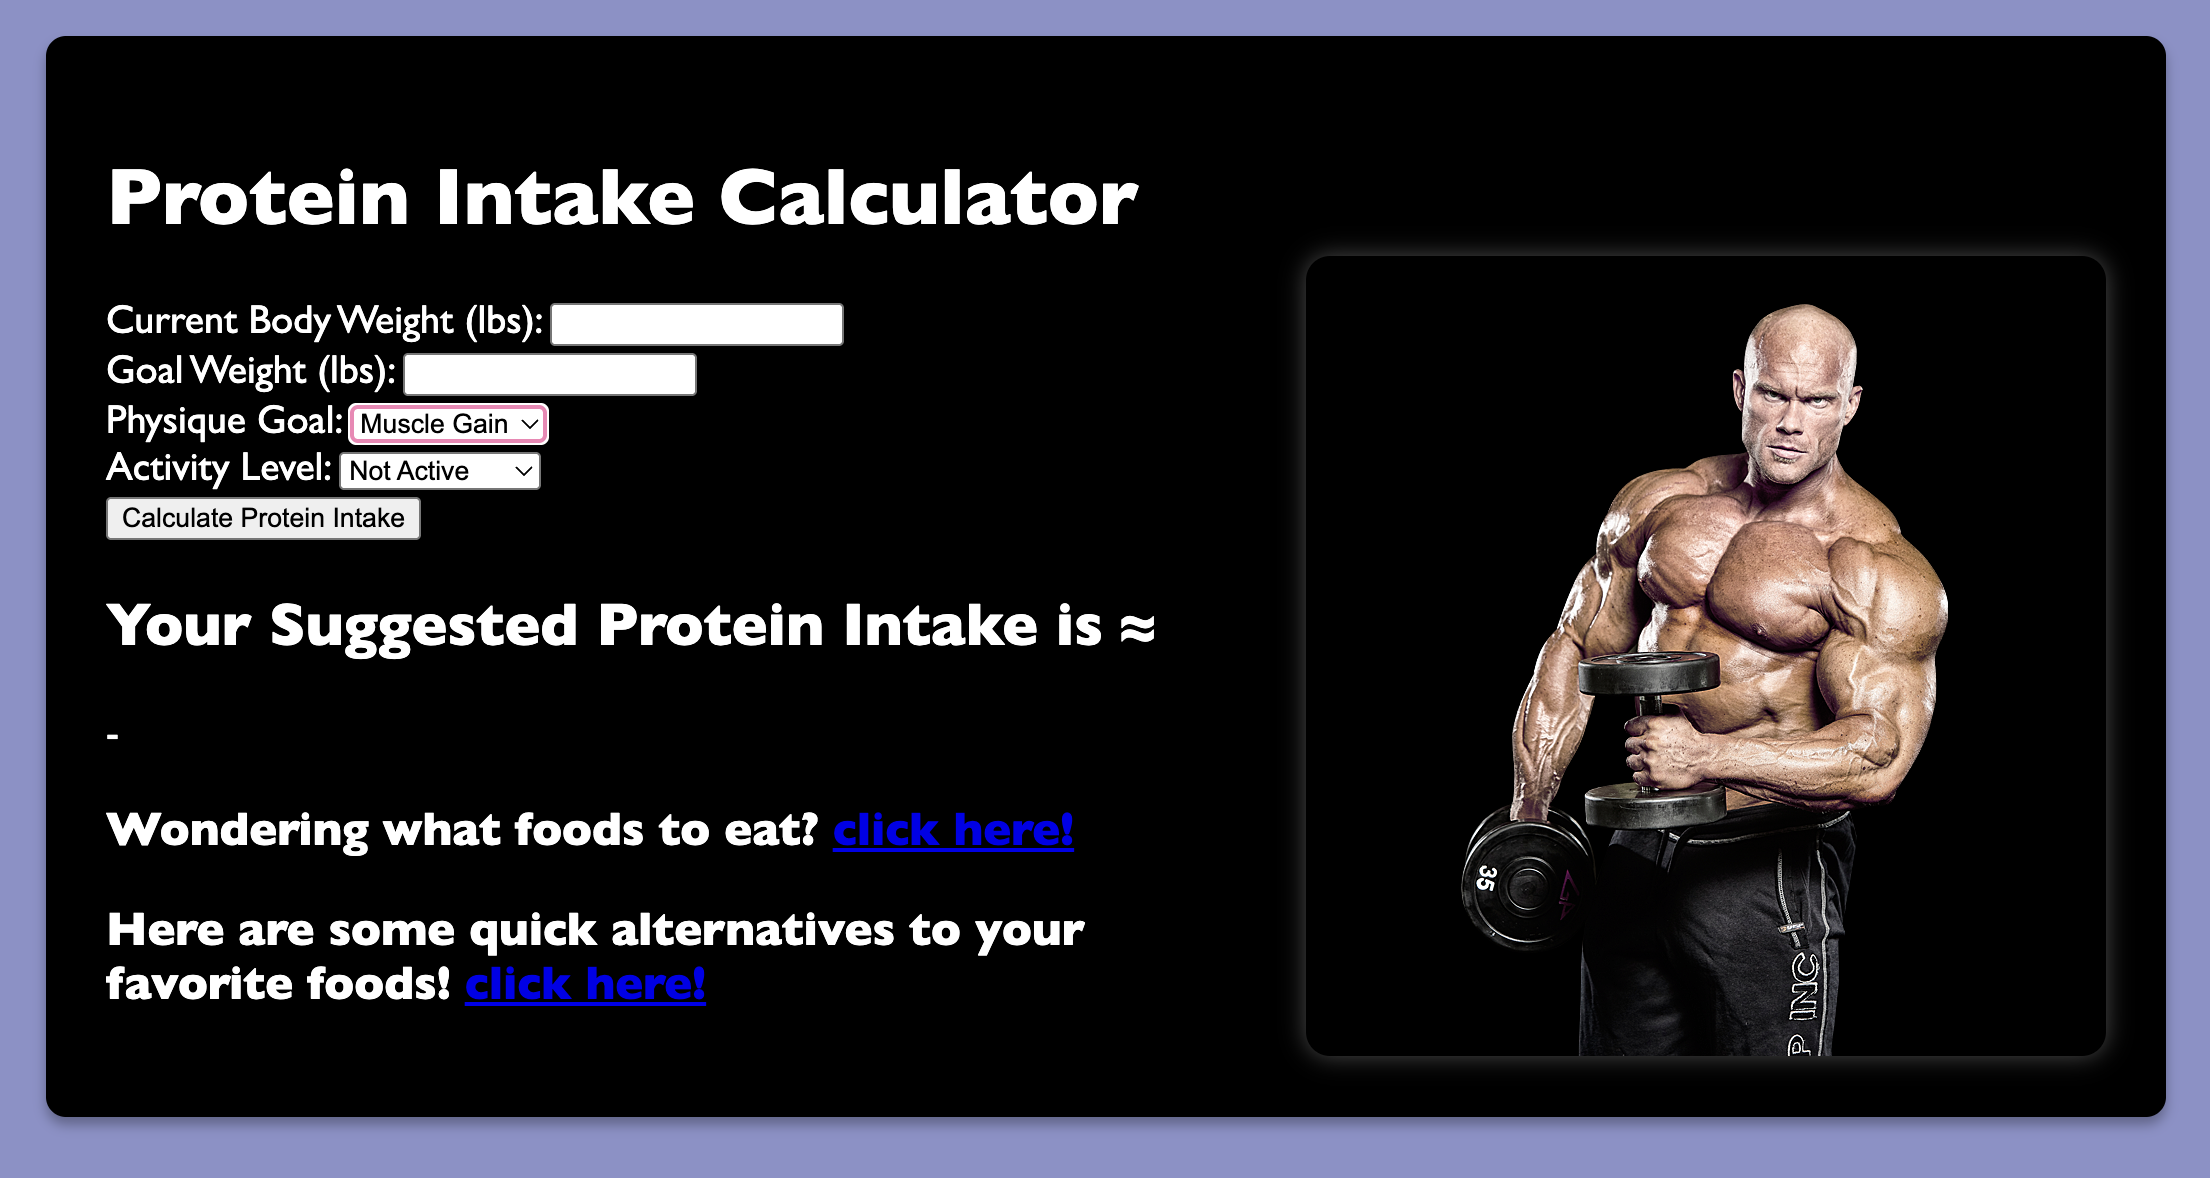 Protein Intake Calculator
Current Body Weight (lbs):
Goal Weight (lbs):
Physique Goal: Muscle Gain
Activity Level: Not Active
Calculate Protein Intake
Your Suggested Protein Intake is ≈
-
Wondering what foods to eat? click here!
Here are some quick alternatives to your
favorite foods! click here!
35
P INC